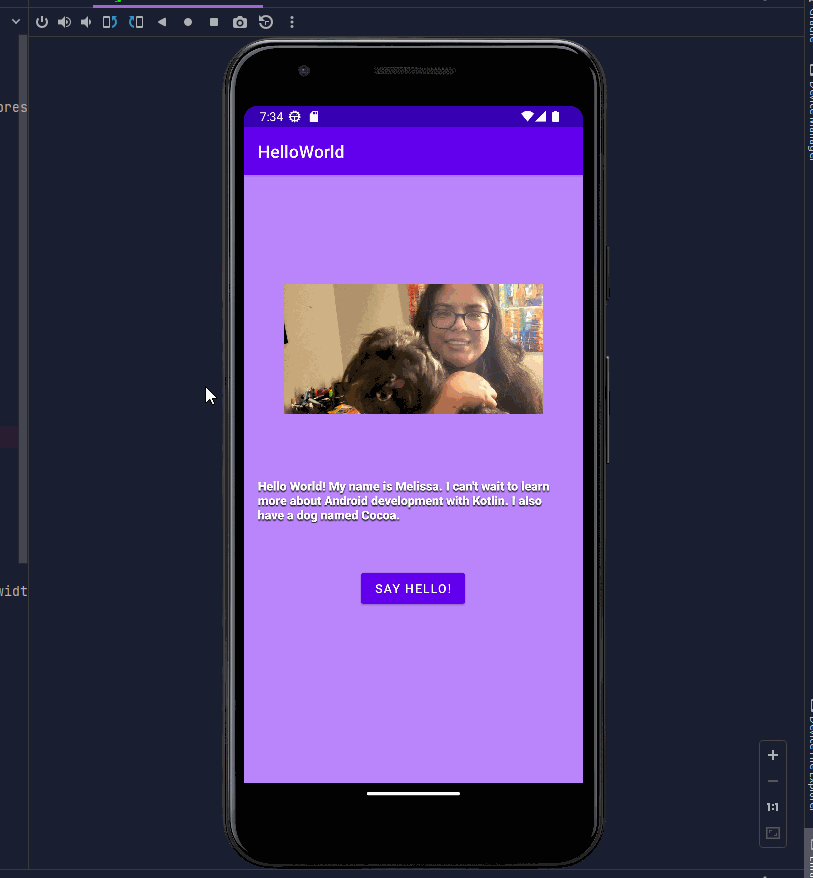 ores
7:34
HelloWorld
Hello World! My name is Melissa. I can't wait to learn
more about Android development with Kotlin. I also
have a dog named Cocoa.
SAY HELLO!
widt
1:1
Device Manager
Device File Explorer